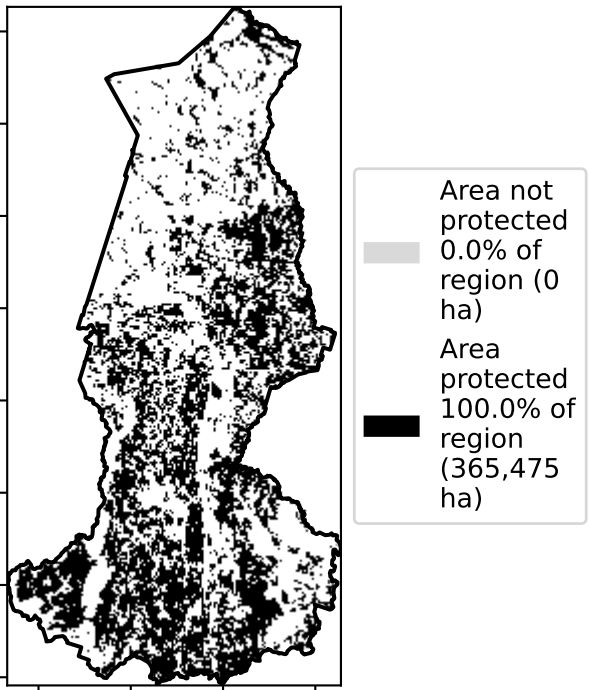 Area not
protected
0.0% of
region (0
ha)
Area
protected
100.0% of
region
(365,475
ha)